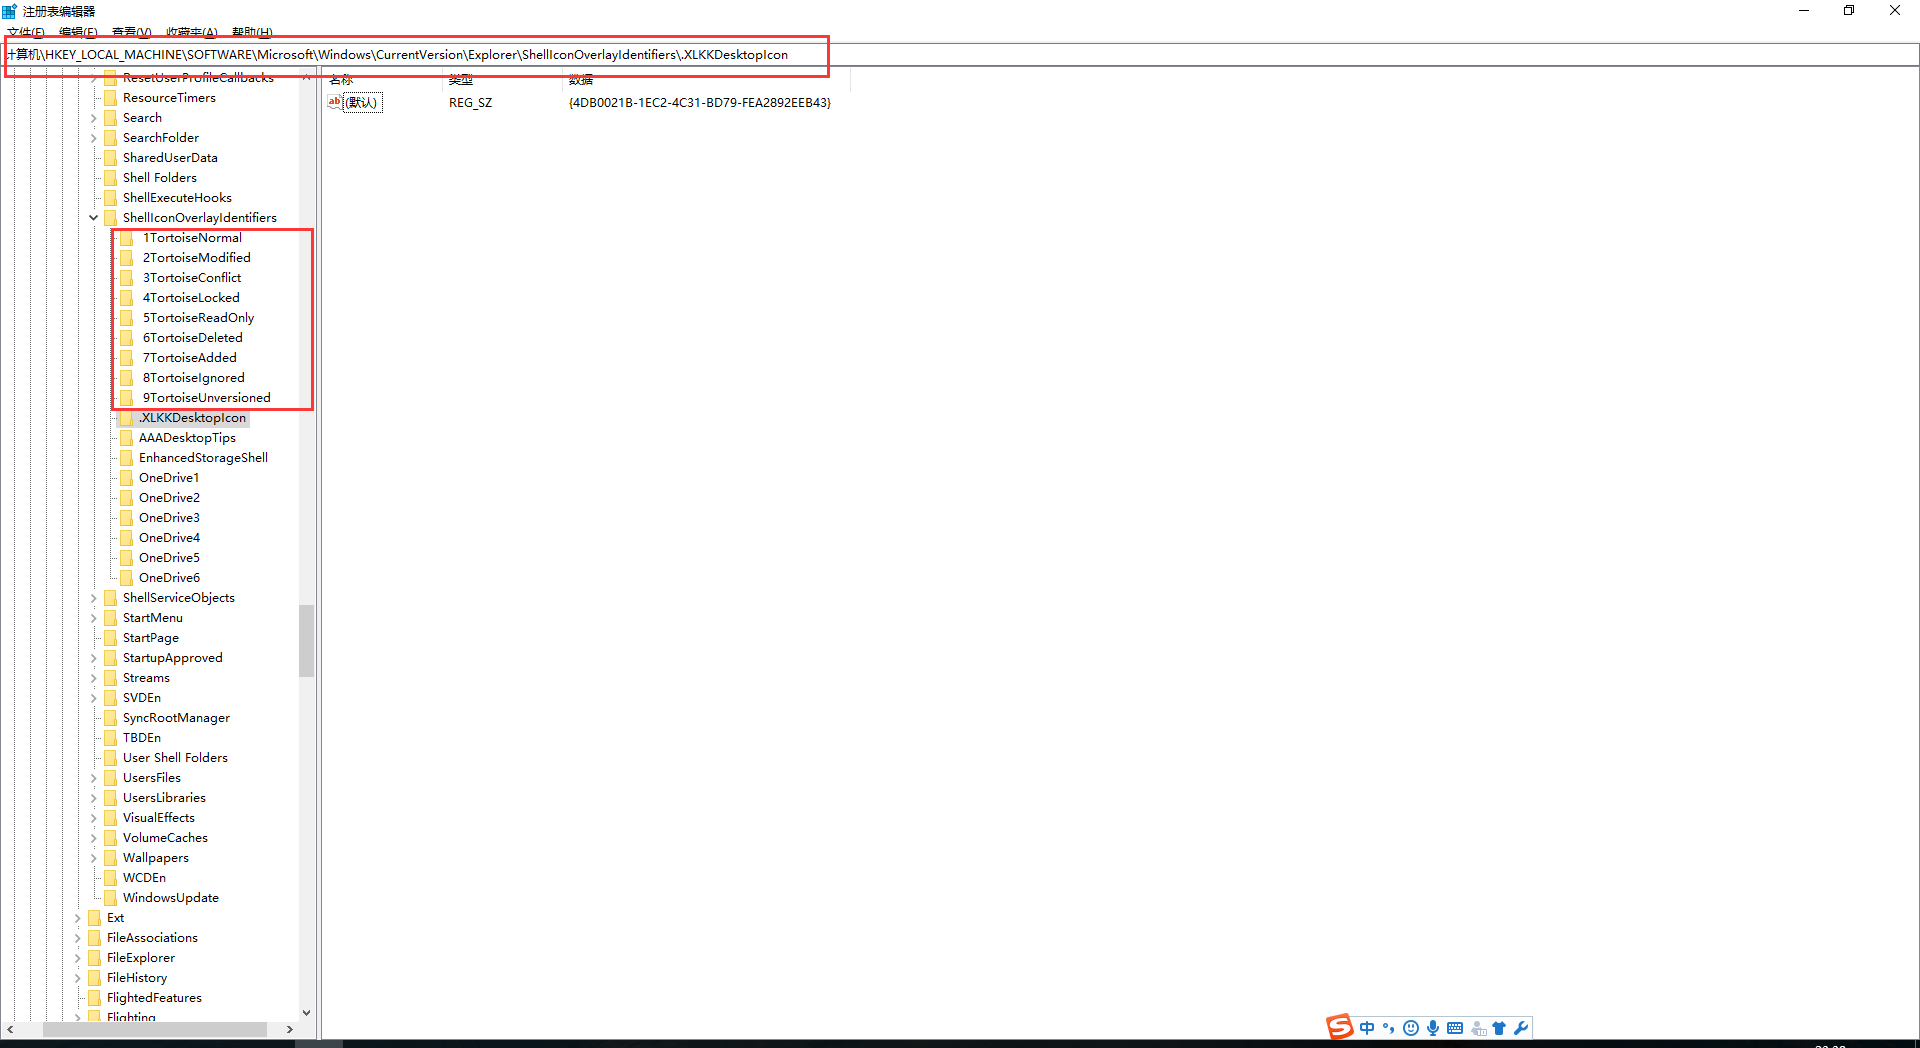 注册表编辑器
文件(F) 编辑(E) 查看(V) 收藏夹(A) 帮助(H)
计算机\HKEY_LOCAL_MACHINE\SOFTWARE\Microsoft\Windows\CurrentVersion\Explorer\ShellIconOverlayIdentifiers\.XLKKDesktopIcon
ResetUserProfileCallbacks
ResourceTimers
Search
SearchFolder
SharedUserData
Shell Folders
ShellExecuteHooks
ShellIconOverlayIdentifiers
1TortoiseNormal
2TortoiseModified
3TortoiseConflict
4TortoiseLocked
5TortoiseReadOnly
6TortoiseDeleted
7TortoiseAdded
8TortoiseIgnored
9TortoiseUnversioned
.XLKKDesktopIcon
AAADesktopTips
EnhancedStorageShell
OneDrive1
OneDrive2
OneDrive3
OneDrive4
OneDrive5
OneDrive6
ShellServiceObjects
StartMenu
StartPage
StartupApproved
Streams
SVDEn
SyncRootManager
TBDEn
User Shell Folders
UsersFiles
UsersLibraries
VisualEffects
VolumeCaches
Wallpapers
WCDEn
WindowsUpdate
Ext
FileAssociations
FileExplorer
FileHistory
FlightedFeatures
Flighting
名称 类型 数据
ab (默认) REG_SZ {4DB0021B-1EC2-4C31-BD79-FEA2892EEB43}
S 中